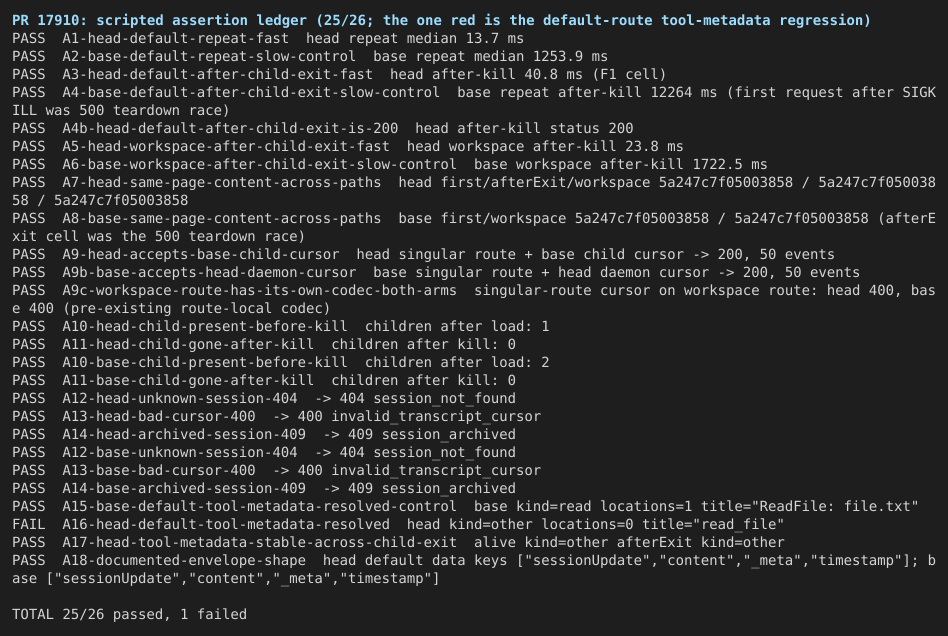 PR 17910: scripted assertion ledger (25/26; the one red is the default-route tool-metadata regression)
PASS  A1-head-default-repeat-fast  head repeat median 13.7 ms
PASS  A2-base-default-repeat-slow-control  base repeat median 1253.9 ms
PASS  A3-head-default-after-child-exit-fast  head after-kill 40.8 ms (F1 cell)
PASS  A4-base-default-after-child-exit-slow-control  base repeat after-kill 12264 ms (first request after SIGK
ILL was 500 teardown race)
PASS  A4b-head-default-after-child-exit-is-200  head after-kill status 200
PASS  A5-head-workspace-after-child-exit-fast  head workspace after-kill 23.8 ms
PASS  A6-base-workspace-after-child-exit-slow-control  base workspace after-kill 1722.5 ms
PASS  A7-head-same-page-content-across-paths  head first/afterExit/workspace 5a247c7f05003858 / 5a247c7f050038
58 / 5a247c7f05003858
PASS  A8-base-same-page-content-across-paths  base first/workspace 5a247c7f05003858 / 5a247c7f05003858 (afterE
xit cell was the 500 teardown race)
PASS  A9-head-accepts-base-child-cursor  head singular route + base child cursor -> 200, 50 events
PASS  A9b-base-accepts-head-daemon-cursor  base singular route + head daemon cursor -> 200, 50 events
PASS  A9c-workspace-route-has-its-own-codec-both-arms  singular-route cursor on workspace route: head 400, bas
e 400 (pre-existing route-local codec)
PASS  A10-head-child-present-before-kill  children after load: 1
PASS  A11-head-child-gone-after-kill  children after kill: 0
PASS  A10-base-child-present-before-kill  children after load: 2
PASS  A11-base-child-gone-after-kill  children after kill: 0
PASS  A12-head-unknown-session-404  -> 404 session_not_found
PASS  A13-head-bad-cursor-400  -> 400 invalid_transcript_cursor
PASS  A14-head-archived-session-409  -> 409 session_archived
PASS  A12-base-unknown-session-404  -> 404 session_not_found
PASS  A13-base-bad-cursor-400  -> 400 invalid_transcript_cursor
PASS  A14-base-archived-session-409  -> 409 session_archived
PASS  A15-base-default-tool-metadata-resolved-control  base kind=read locations=1 title="ReadFile: file.txt"
FAIL  A16-head-default-tool-metadata-resolved  head kind=other locations=0 title="read_file"
PASS  A17-head-tool-metadata-stable-across-child-exit  alive kind=other afterExit kind=other
PASS  A18-documented-envelope-shape  head default data keys ["sessionUpdate","content","_meta","timestamp"]; b
ase ["sessionUpdate","content","_meta","timestamp"]
TOTAL 25/26 passed, 1 failed